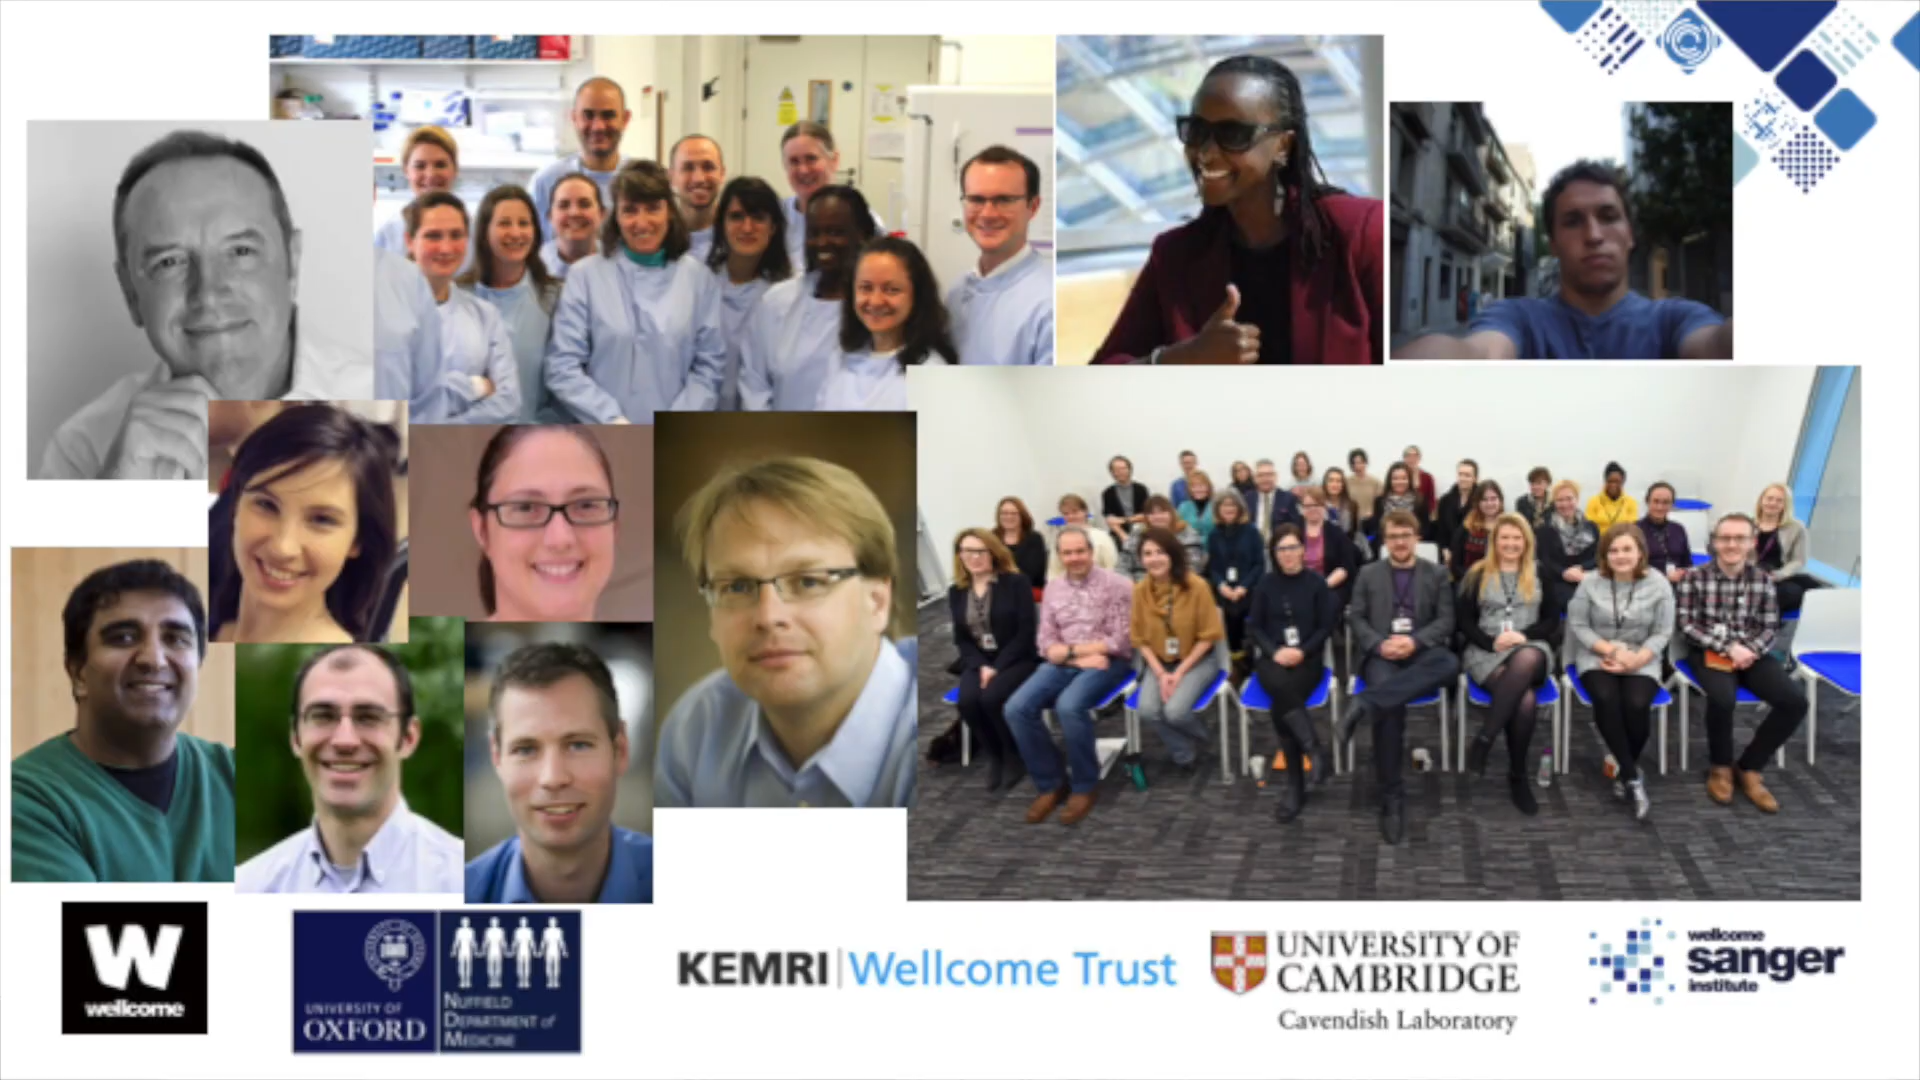 W
wellcome
UNIVERSITY OF
OXFORD
NUFFIELD
DEPARTMENT of
MEDICINE
KEMRI | Wellcome Trust
UNIVERSITY OF
CAMBRIDGE
Cavendish Laboratory
wellcome
sanger
institute